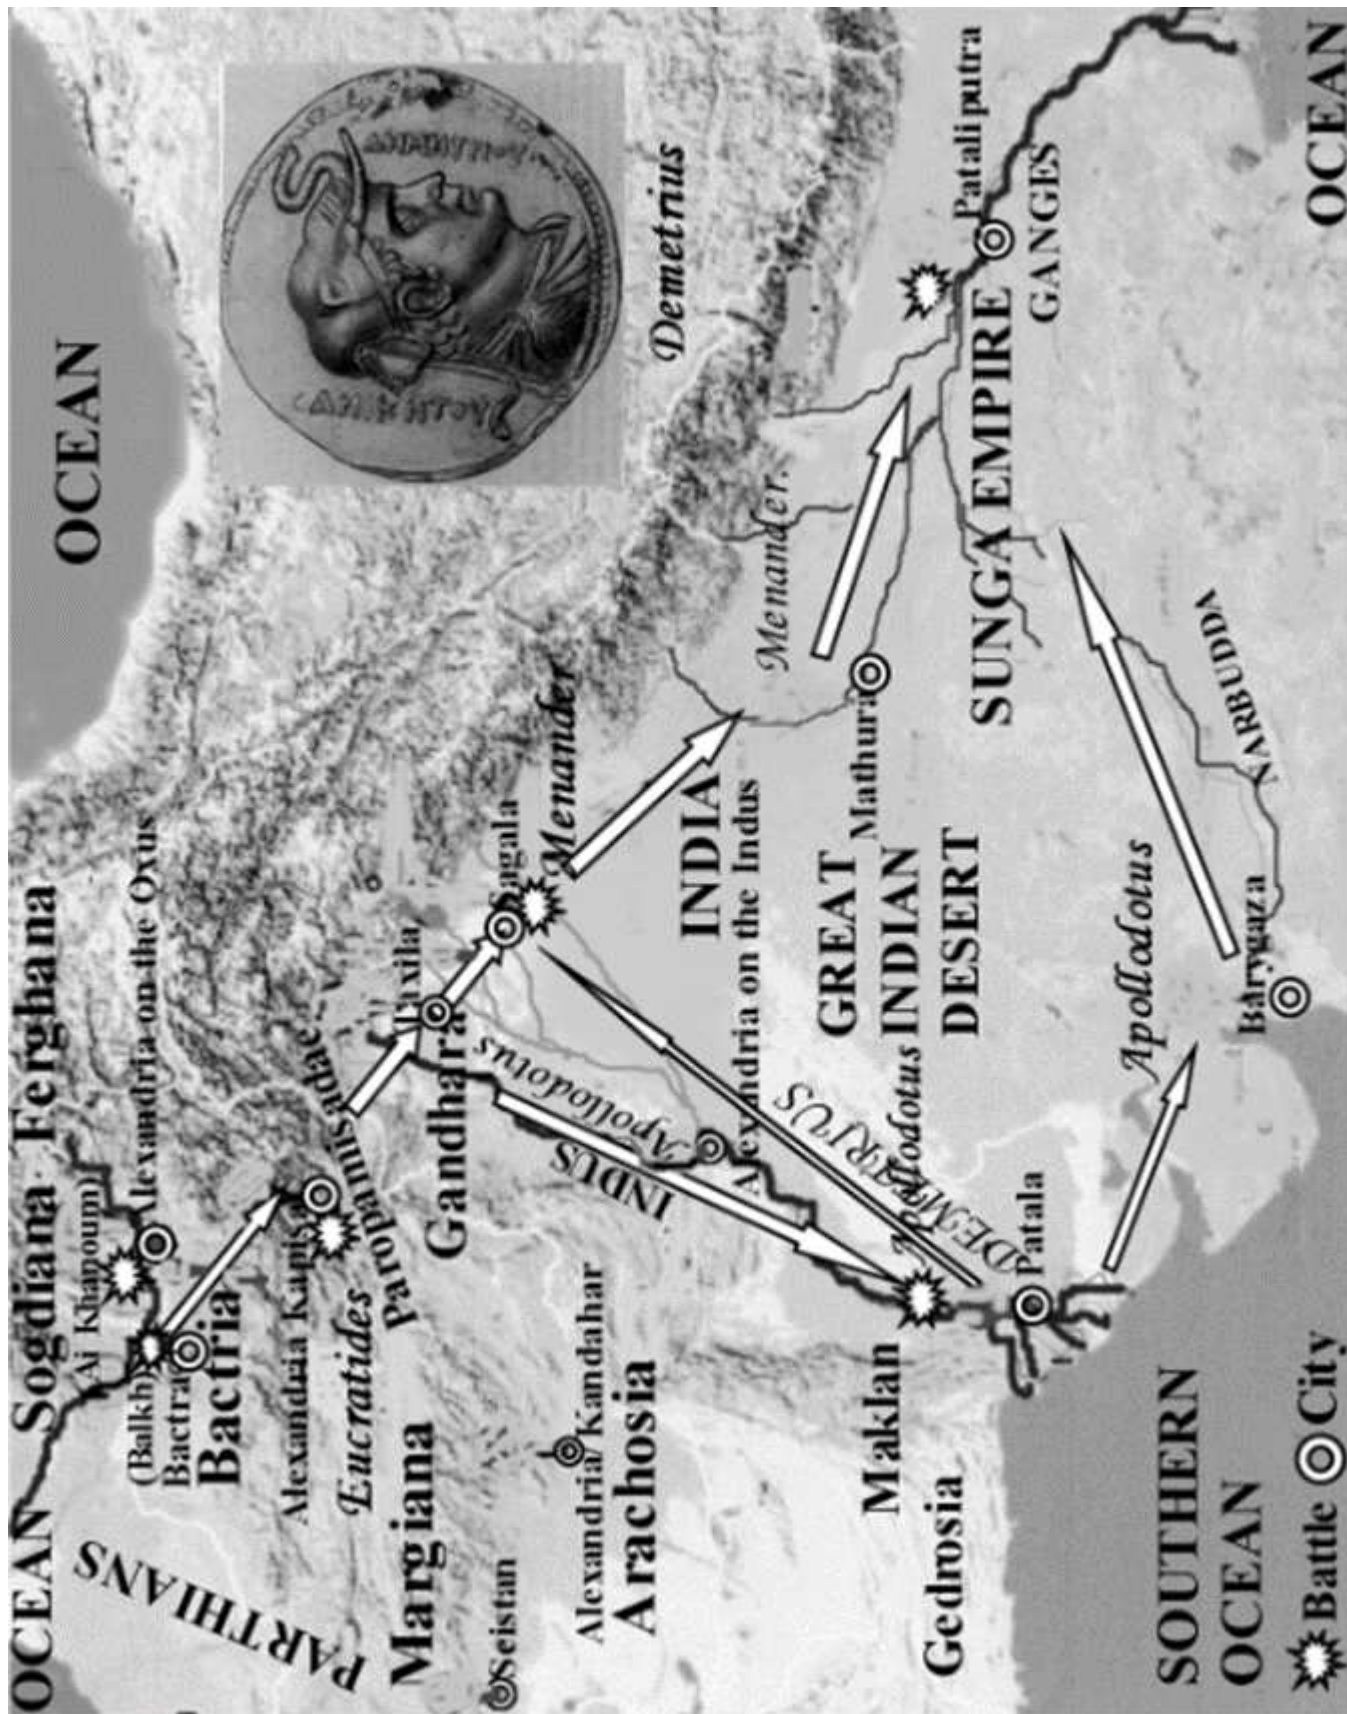 OCEAN
Sogdiana Ferghana
OCEAN
PARTHIANS
(Ai Khanoum)
Alexandria on the Oxus
(Balkh)
Bactra
Bactria
Alexandria Kapisa
Eucratides
Paropamisadae
Margiana
Seistan
Gandhara
Taxila
Sagala
Menander
Demetrius
ΣΑΝΙΚΗΤΟΥ
Apollodotus
INDUS
Alexandria/Kandahar
Arachosia
INDIA
Alexandria on the Indus
Menander.
GREAT
INDIAN
DESERT
Mathura
DEMETRIUS
Apollodotus
Maklan
Gedrosia
Patala
SUNGA EMPIRE
Pataliputra
GANGES
Apollodotus
NARBUDDA
Barygaza
SOUTHERN
OCEAN
OCEAN
Battle
City